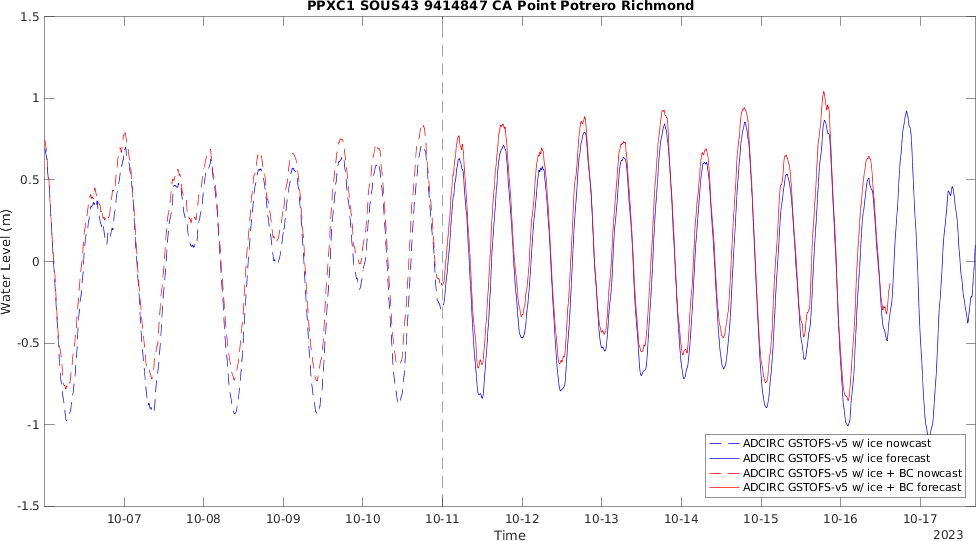 PPXC1 SOUS43 9414847 CA Point Potrero Richmond
1.5
1
0.5
0
-0.5
-1
-1.5
Water Level (m)
10-07 10-08 10-09 10-10 10-11 10-12 10-13 10-14 10-15 10-16 10-17
Time
2023
ADCIRC GSTOFS-v5 w/ ice nowcast
ADCIRC GSTOFS-v5 w/ ice forecast
ADCIRC GSTOFS-v5 w/ ice + BC nowcast
ADCIRC GSTOFS-v5 w/ ice + BC forecast